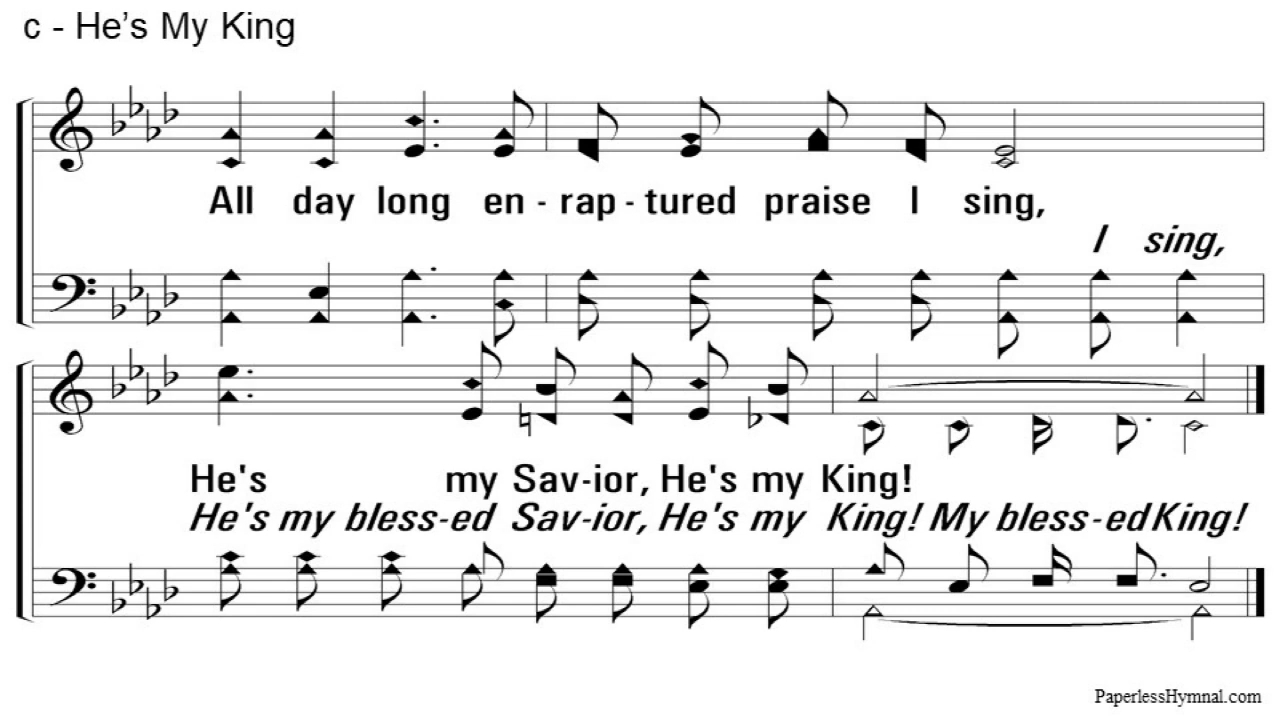 c - He’s My King
All day long en - rap - tured praise I sing,
I sing,
He's my Sav-ior, He's my King!
He's my bless-ed Sav-ior, He's my King! My bless-ed King!
PaperlessHymnal.com